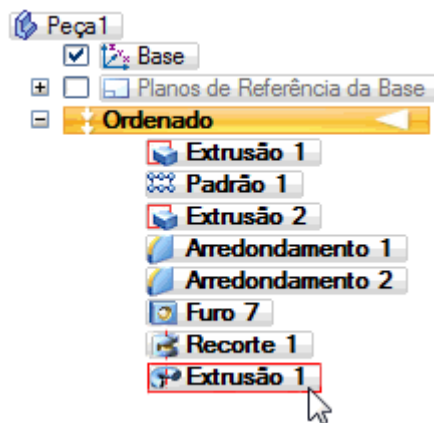 Peça1
Base
Planos de Referência da Base
Ordenado
Extrusão 1
Padrão 1
Extrusão 2
Arredondamento 1
Arredondamento 2
Furo 7
Recorte 1
Extrusão 1